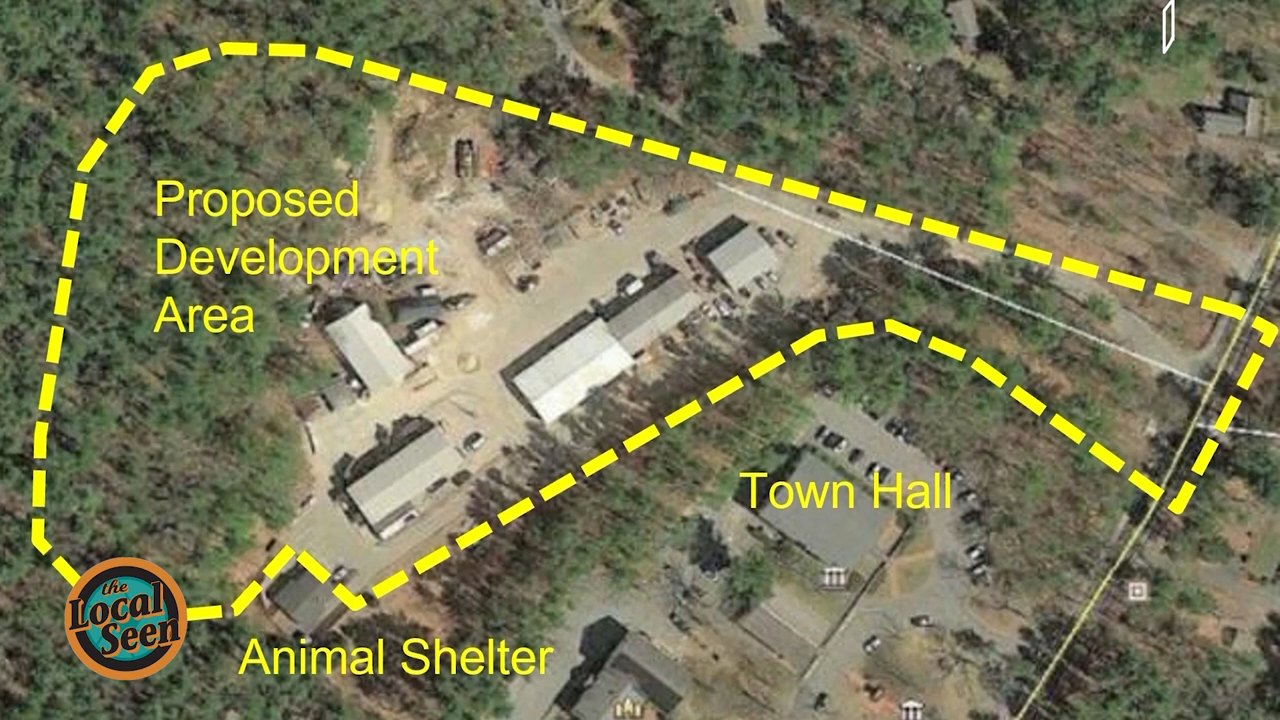 Proposed
Development
Area
Town Hall
Animal Shelter
the
Local
Seen